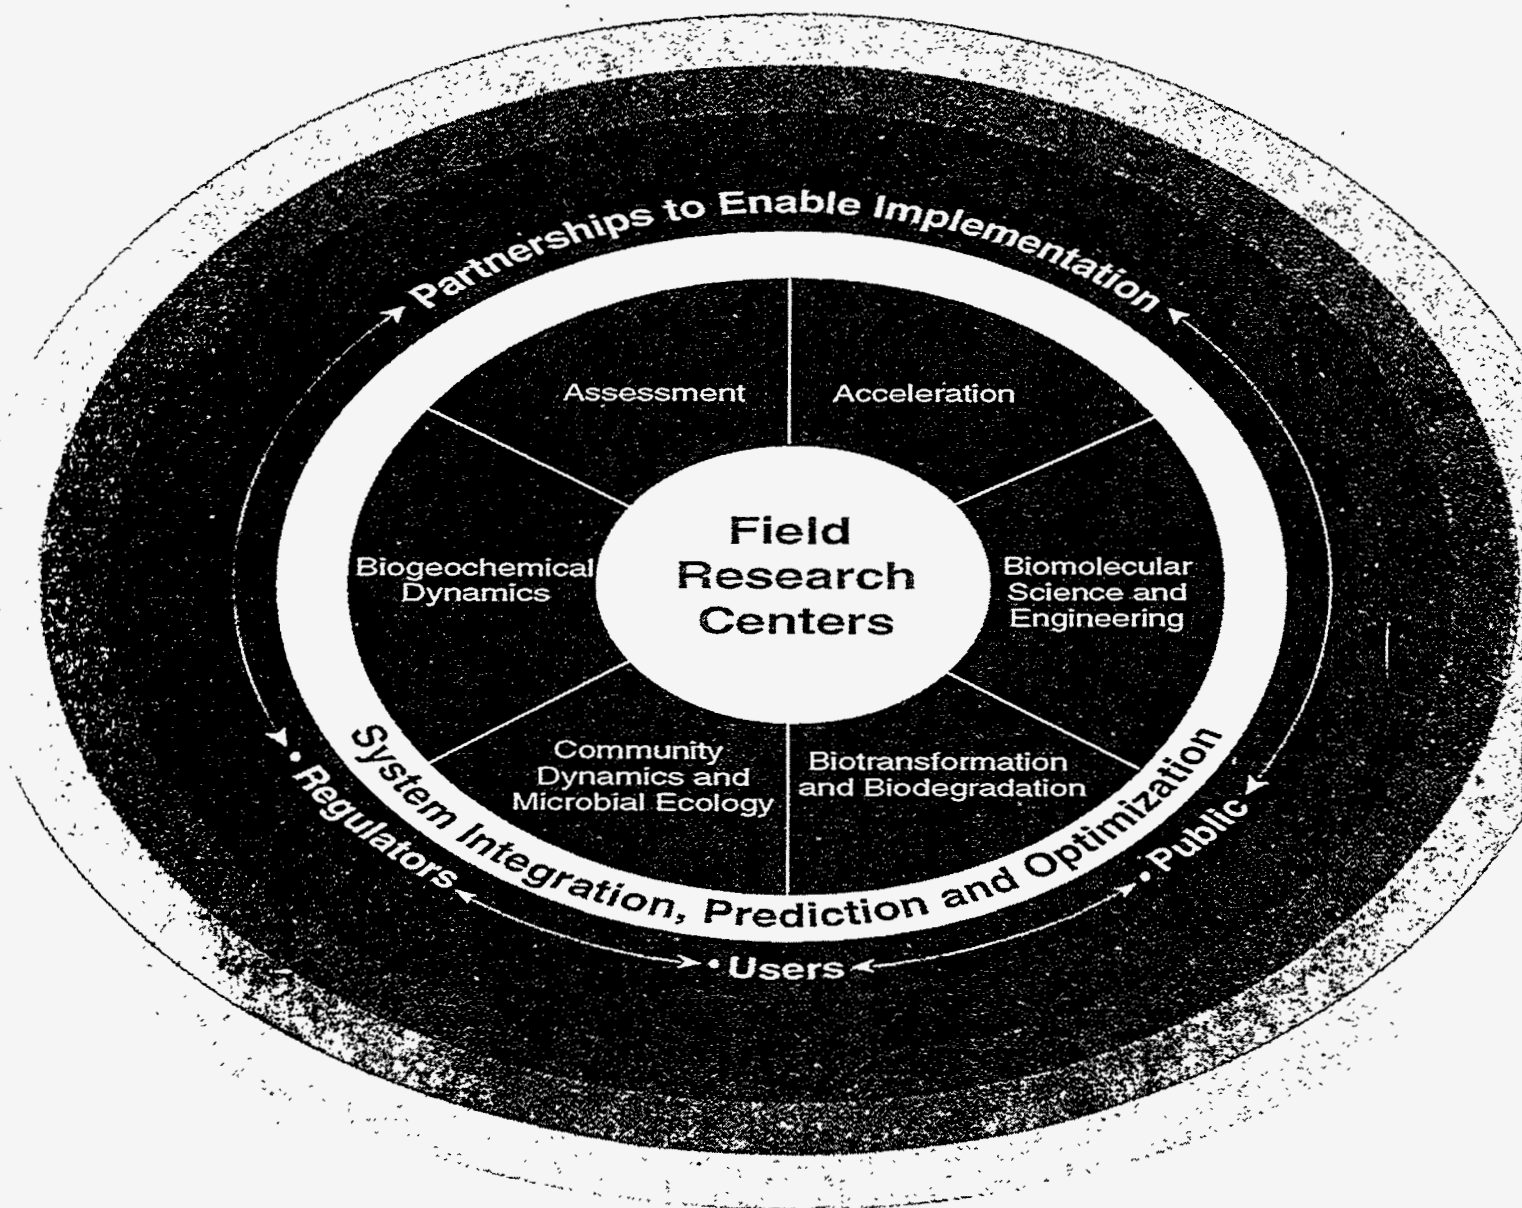 Partnerships to Enable Implementation
Assessment
Acceleration
Field
Research
Centers
Biogeochemical
Dynamics
Biomolecular
Science and
Engineering
Community
Dynamics and
Microbial Ecology
Biotransformation
and Biodegradation
System Integration, Prediction and Optimization
• Regulators
• Users
• Public